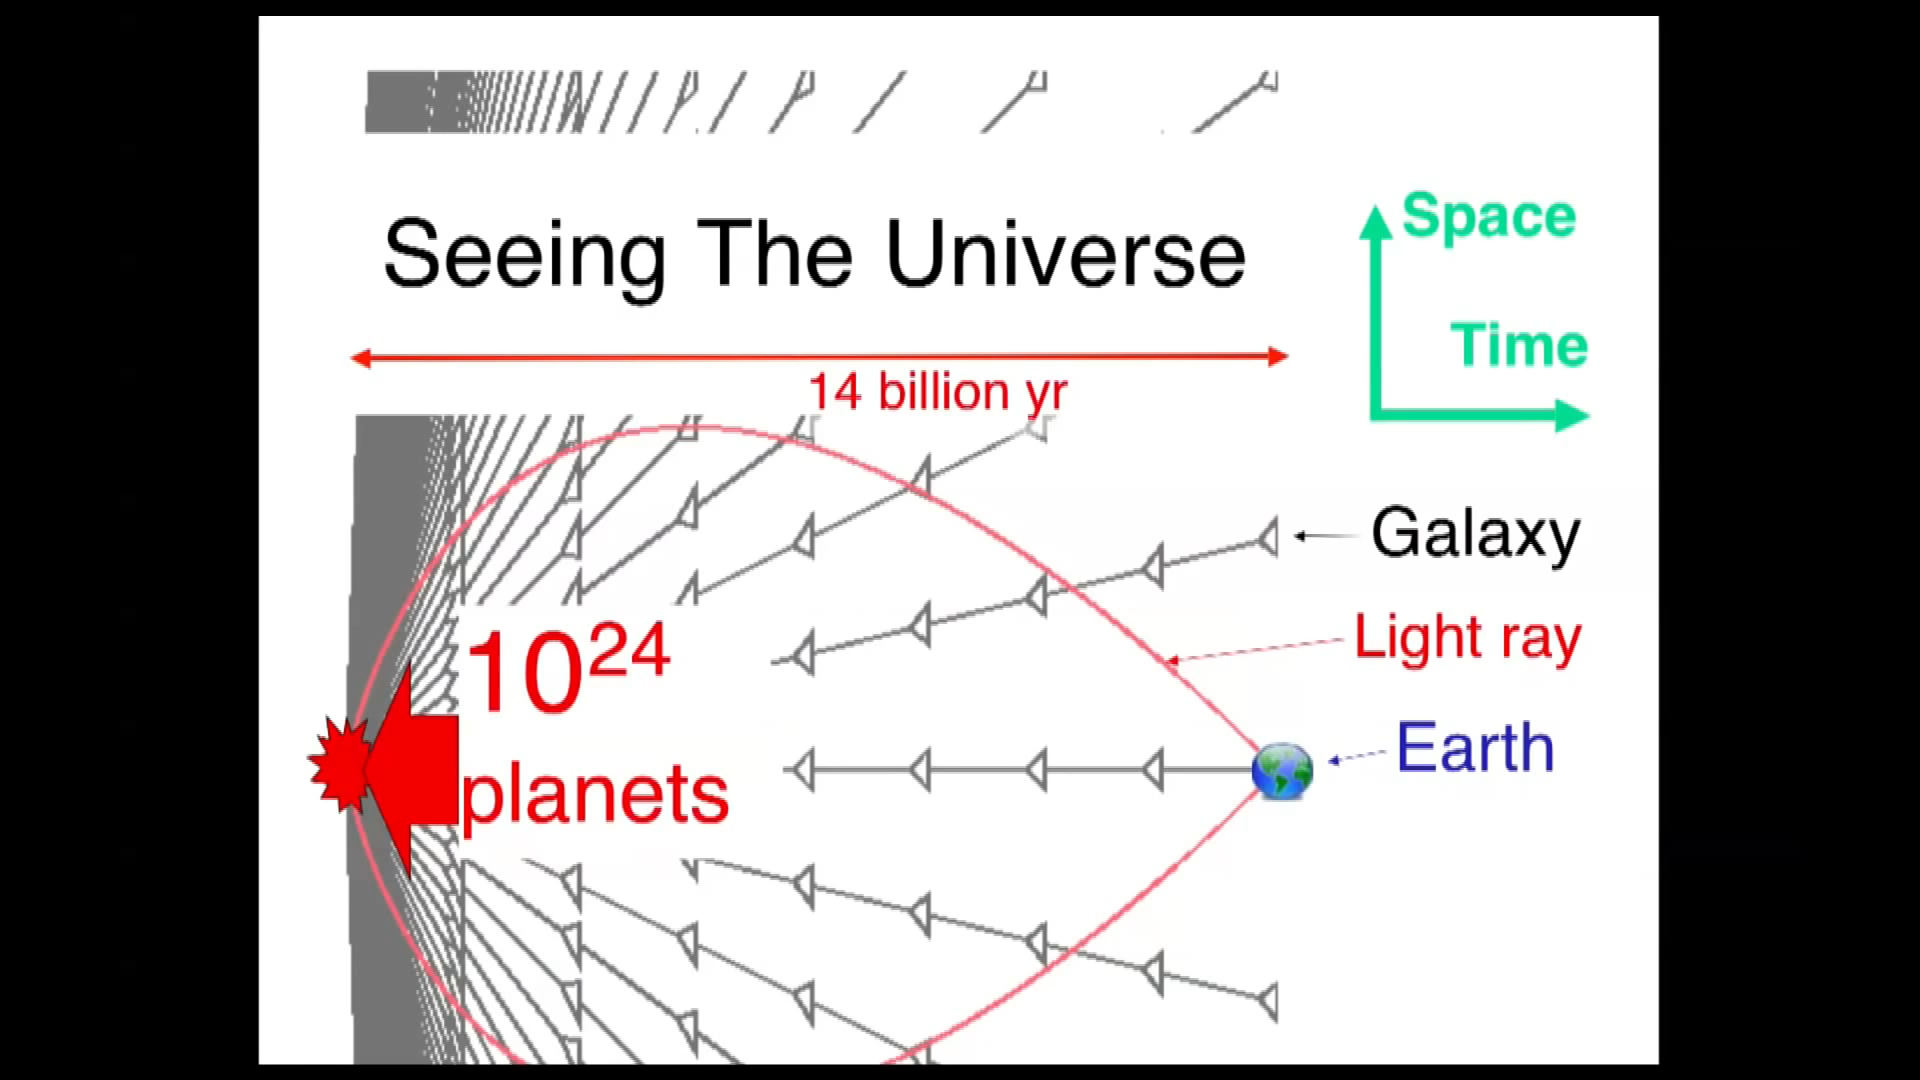 Seeing The Universe
Space
Time
14 billion yr
Galaxy
Light ray
Earth
10²⁴
planets